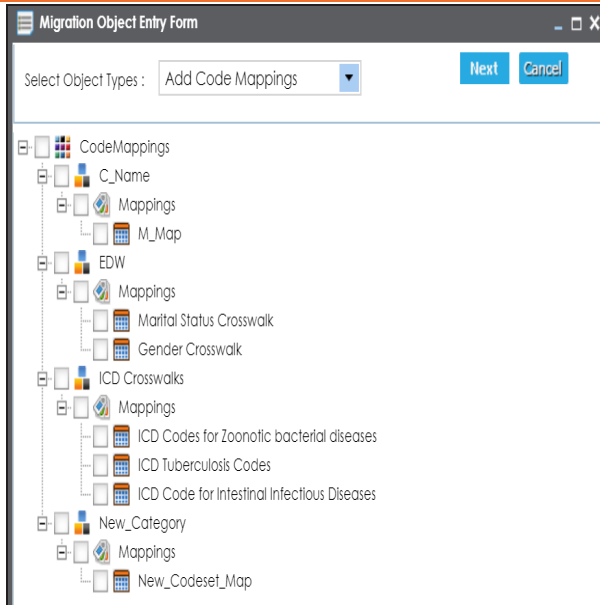 Migration Object Entry Form
Select Object Types : Add Code Mappings Next Cancel
CodeMappings
C_Name
Mappings
M_Map
EDW
Mappings
Marital Status Crosswalk
Gender Crosswalk
ICD Crosswalks
Mappings
ICD Codes for Zoonotic bacterial diseases
ICD Tuberculosis Codes
ICD Code for Intestinal Infectious Diseases
New_Category
Mappings
New_Codeset_Map